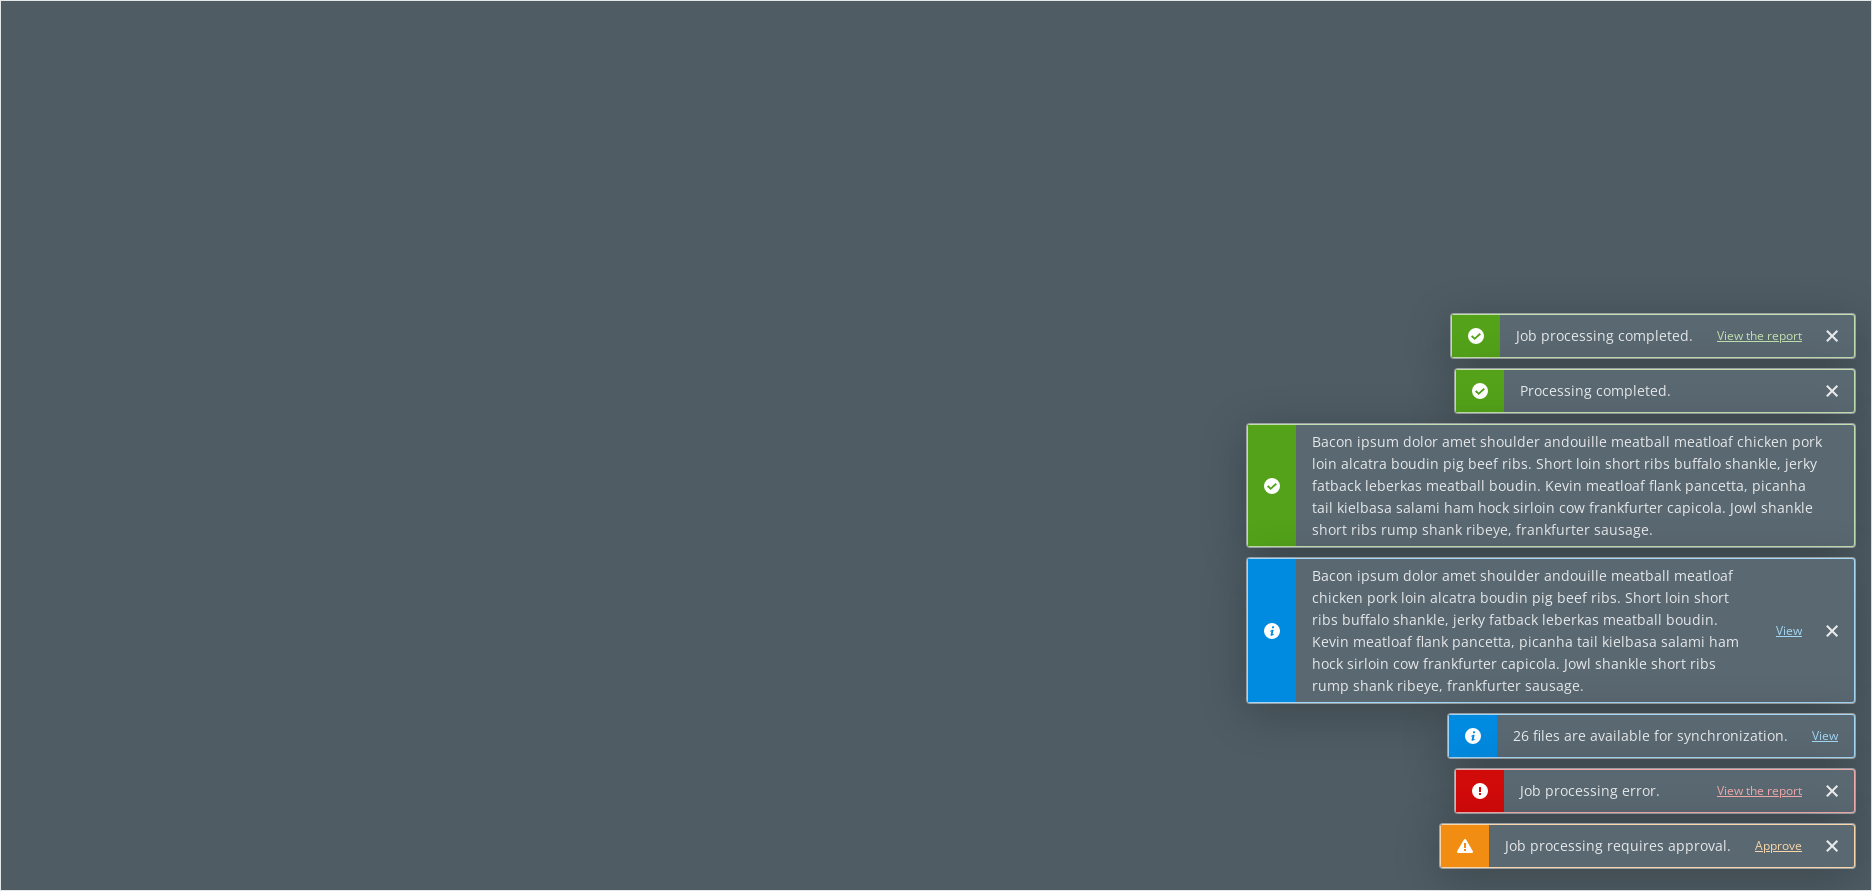 Job processing completed. View the report
Processing completed.
Bacon ipsum dolor amet shoulder andouille meatball meatloaf chicken pork
loin alcatra boudin pig beef ribs. Short loin short ribs buffalo shankle, jerky
fatback leberkas meatball boudin. Kevin meatloaf flank pancetta, picanha
tail kielbasa salami ham hock sirloin cow frankfurter capicola. Jowl shankle
short ribs rump shank ribeye, frankfurter sausage.
Bacon ipsum dolor amet shoulder andouille meatball meatloaf
chicken pork loin alcatra boudin pig beef ribs. Short loin short
ribs buffalo shankle, jerky fatback leberkas meatball boudin.
Kevin meatloaf flank pancetta, picanha tail kielbasa salami ham
hock sirloin cow frankfurter capicola. Jowl shankle short ribs
rump shank ribeye, frankfurter sausage.
View
26 files are available for synchronization. View
Job processing error. View the report
Job processing requires approval. Approve